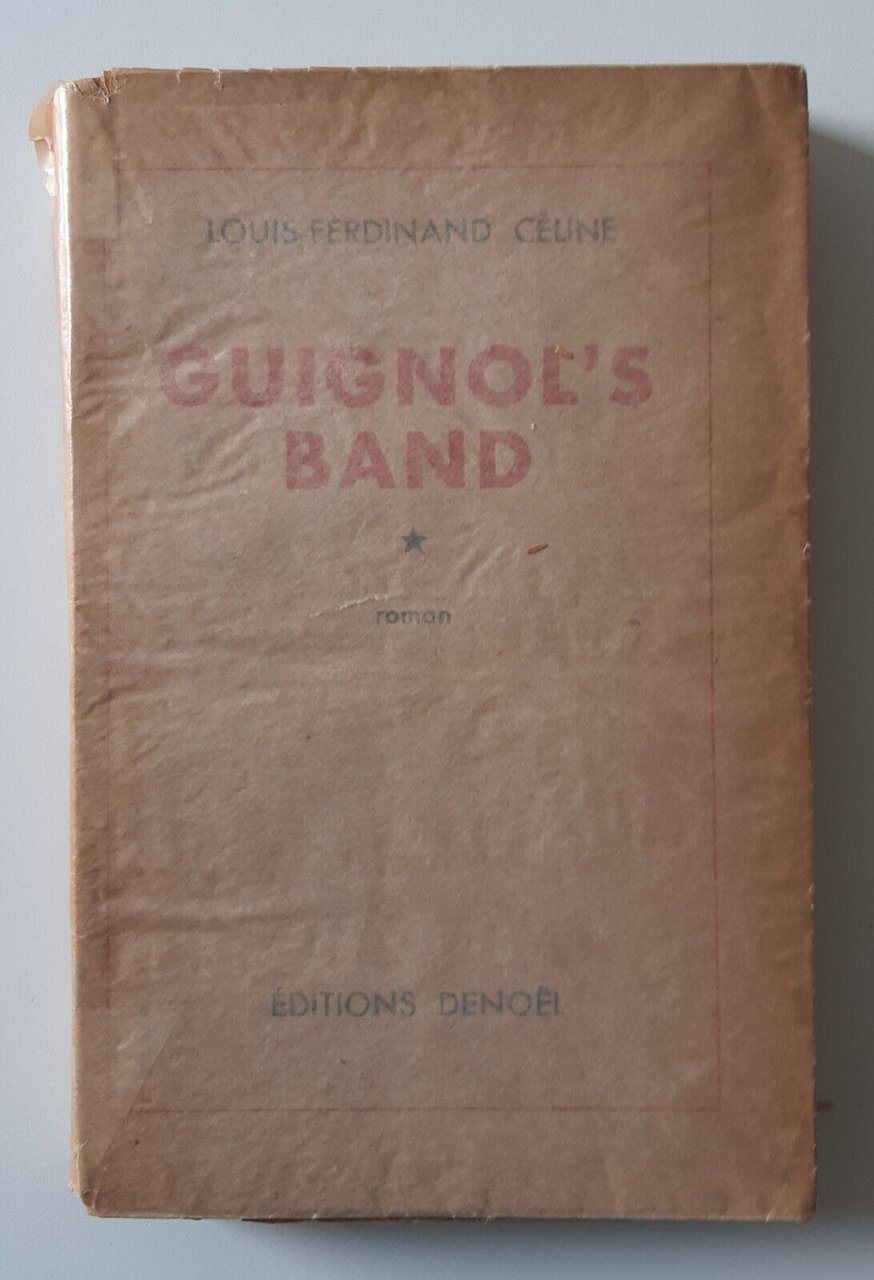 LOUIS-FERDINAND CÉLINE
GUIGNOL'S
BAND
roman
ÉDITIONS DENOËL